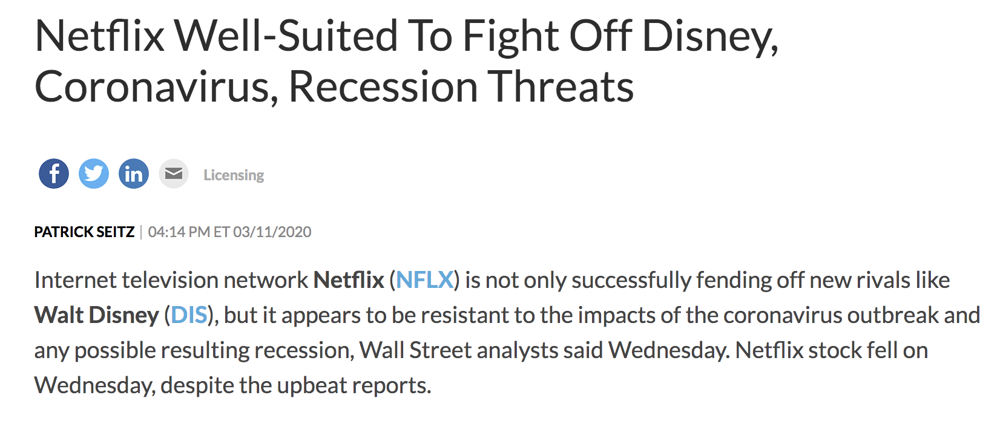 Netflix Well-Suited To Fight Off Disney,
Coronavirus, Recession Threats
f in Licensing
PATRICK SEITZ | 04:14 PM ET 03/11/2020
Internet television network Netflix (NFLX) is not only successfully fending off new rivals like
Walt Disney (DIS), but it appears to be resistant to the impacts of the coronavirus outbreak and
any possible resulting recession, Wall Street analysts said Wednesday. Netflix stock fell on
Wednesday, despite the upbeat reports.